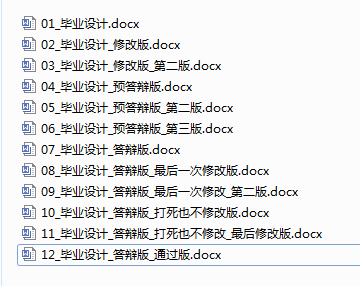 01_毕业设计.docx
02_毕业设计_修改版.docx
03_毕业设计_修改版_第二版.docx
04_毕业设计_预答辩版.docx
05_毕业设计_预答辩版_第二版.docx
06_毕业设计_预答辩版_第三版.docx
07_毕业设计_答辩版.docx
08_毕业设计_答辩版_最后一次修改版.docx
09_毕业设计_答辩版_最后一次修改_第二版.docx
10_毕业设计_答辩版_打死也不修改版.docx
11_毕业设计_答辩版_打死也不修改_最后修改版.docx
12_毕业设计_答辩版_通过版.docx